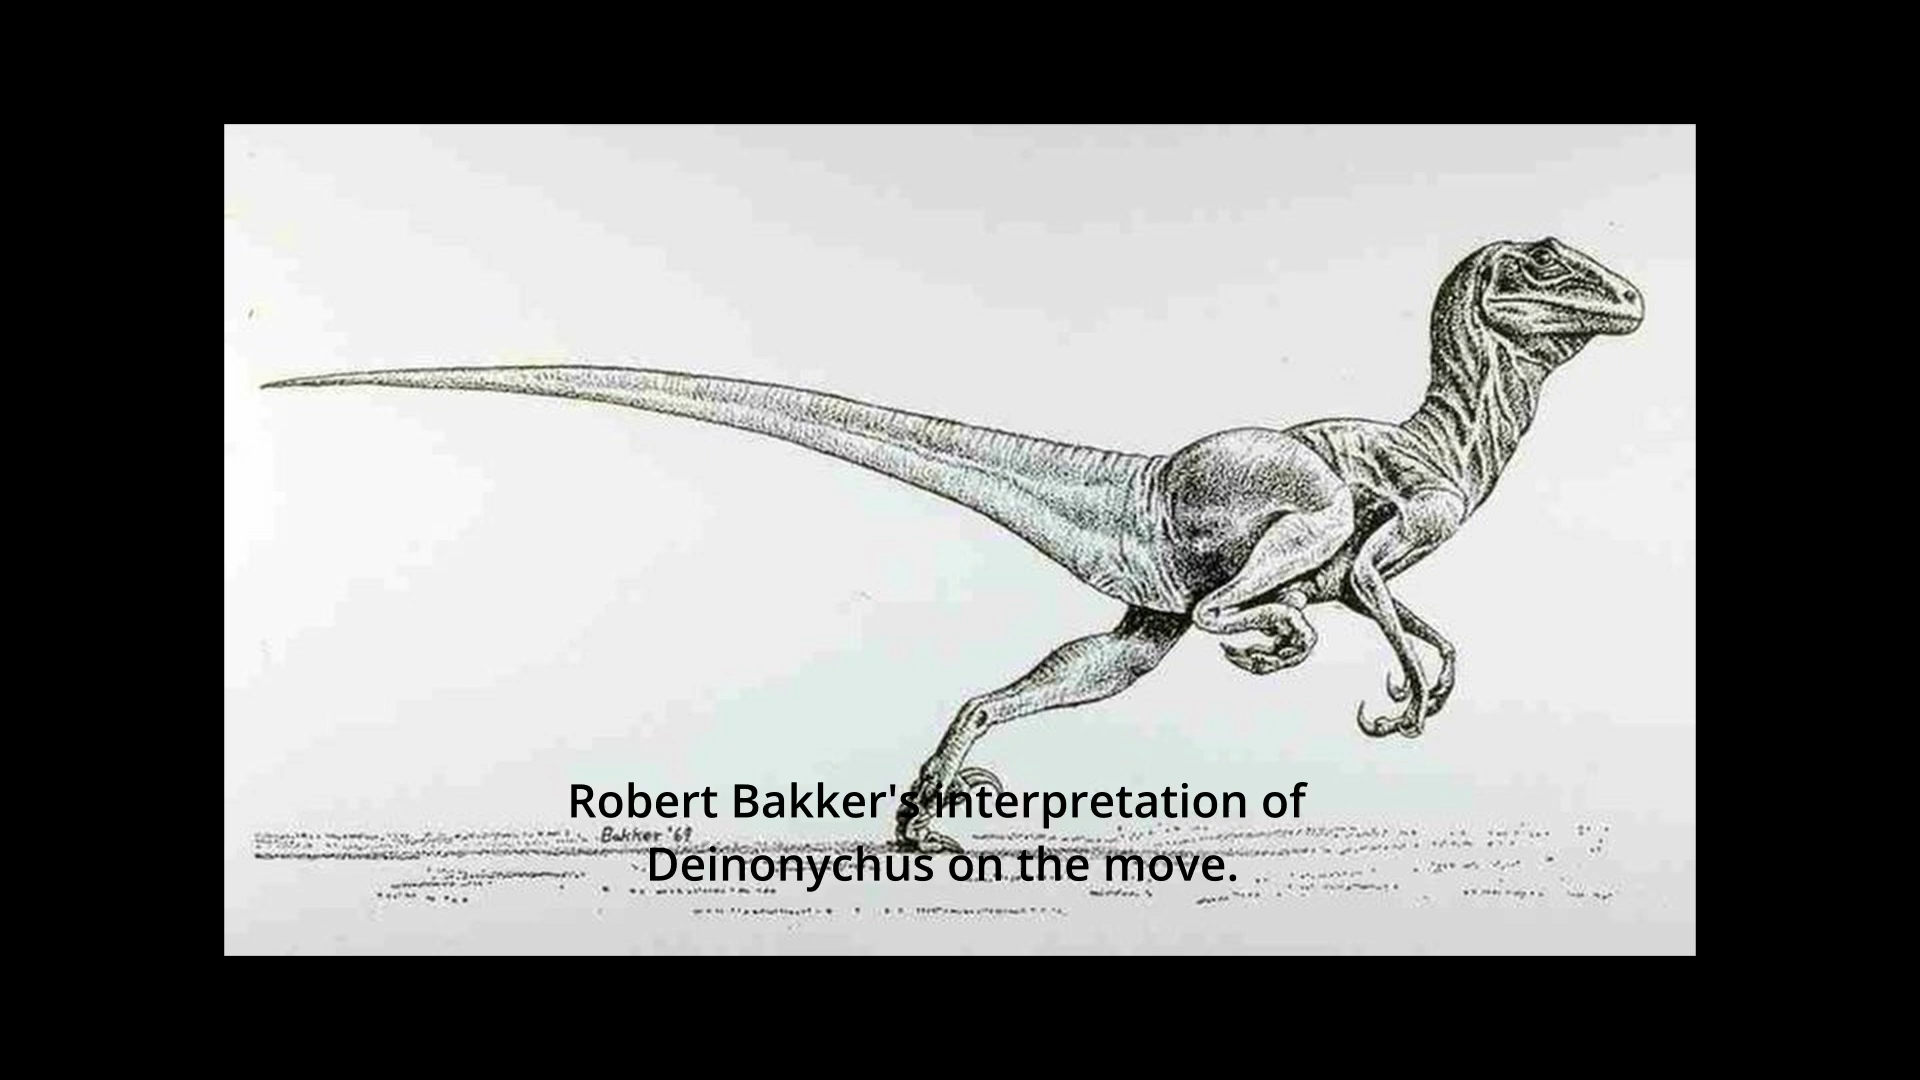 Robert Bakker's interpretation of
Bakker '69
Deinonychus on the move.